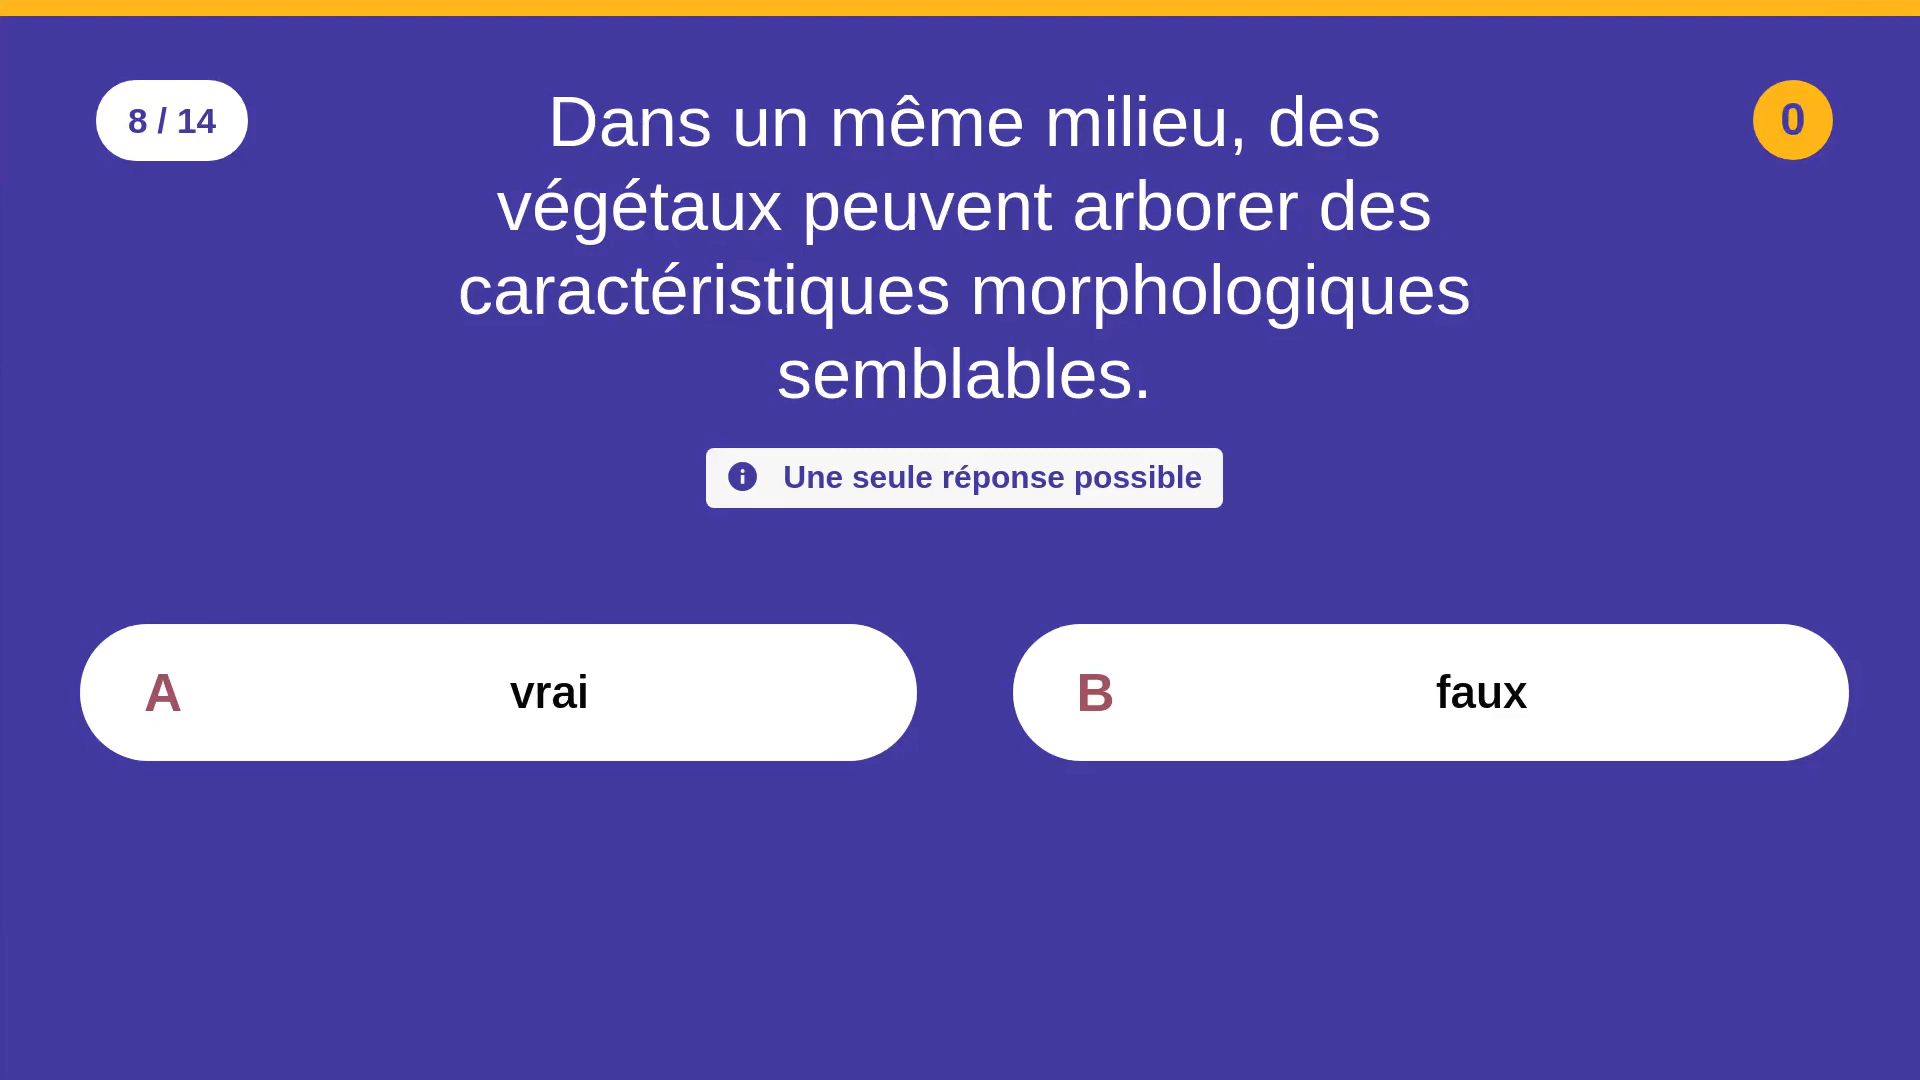 8 / 14
Dans un même milieu, des
végétaux peuvent arborer des
caractéristiques morphologiques
semblables.
0
Une seule réponse possible
A vrai
B faux